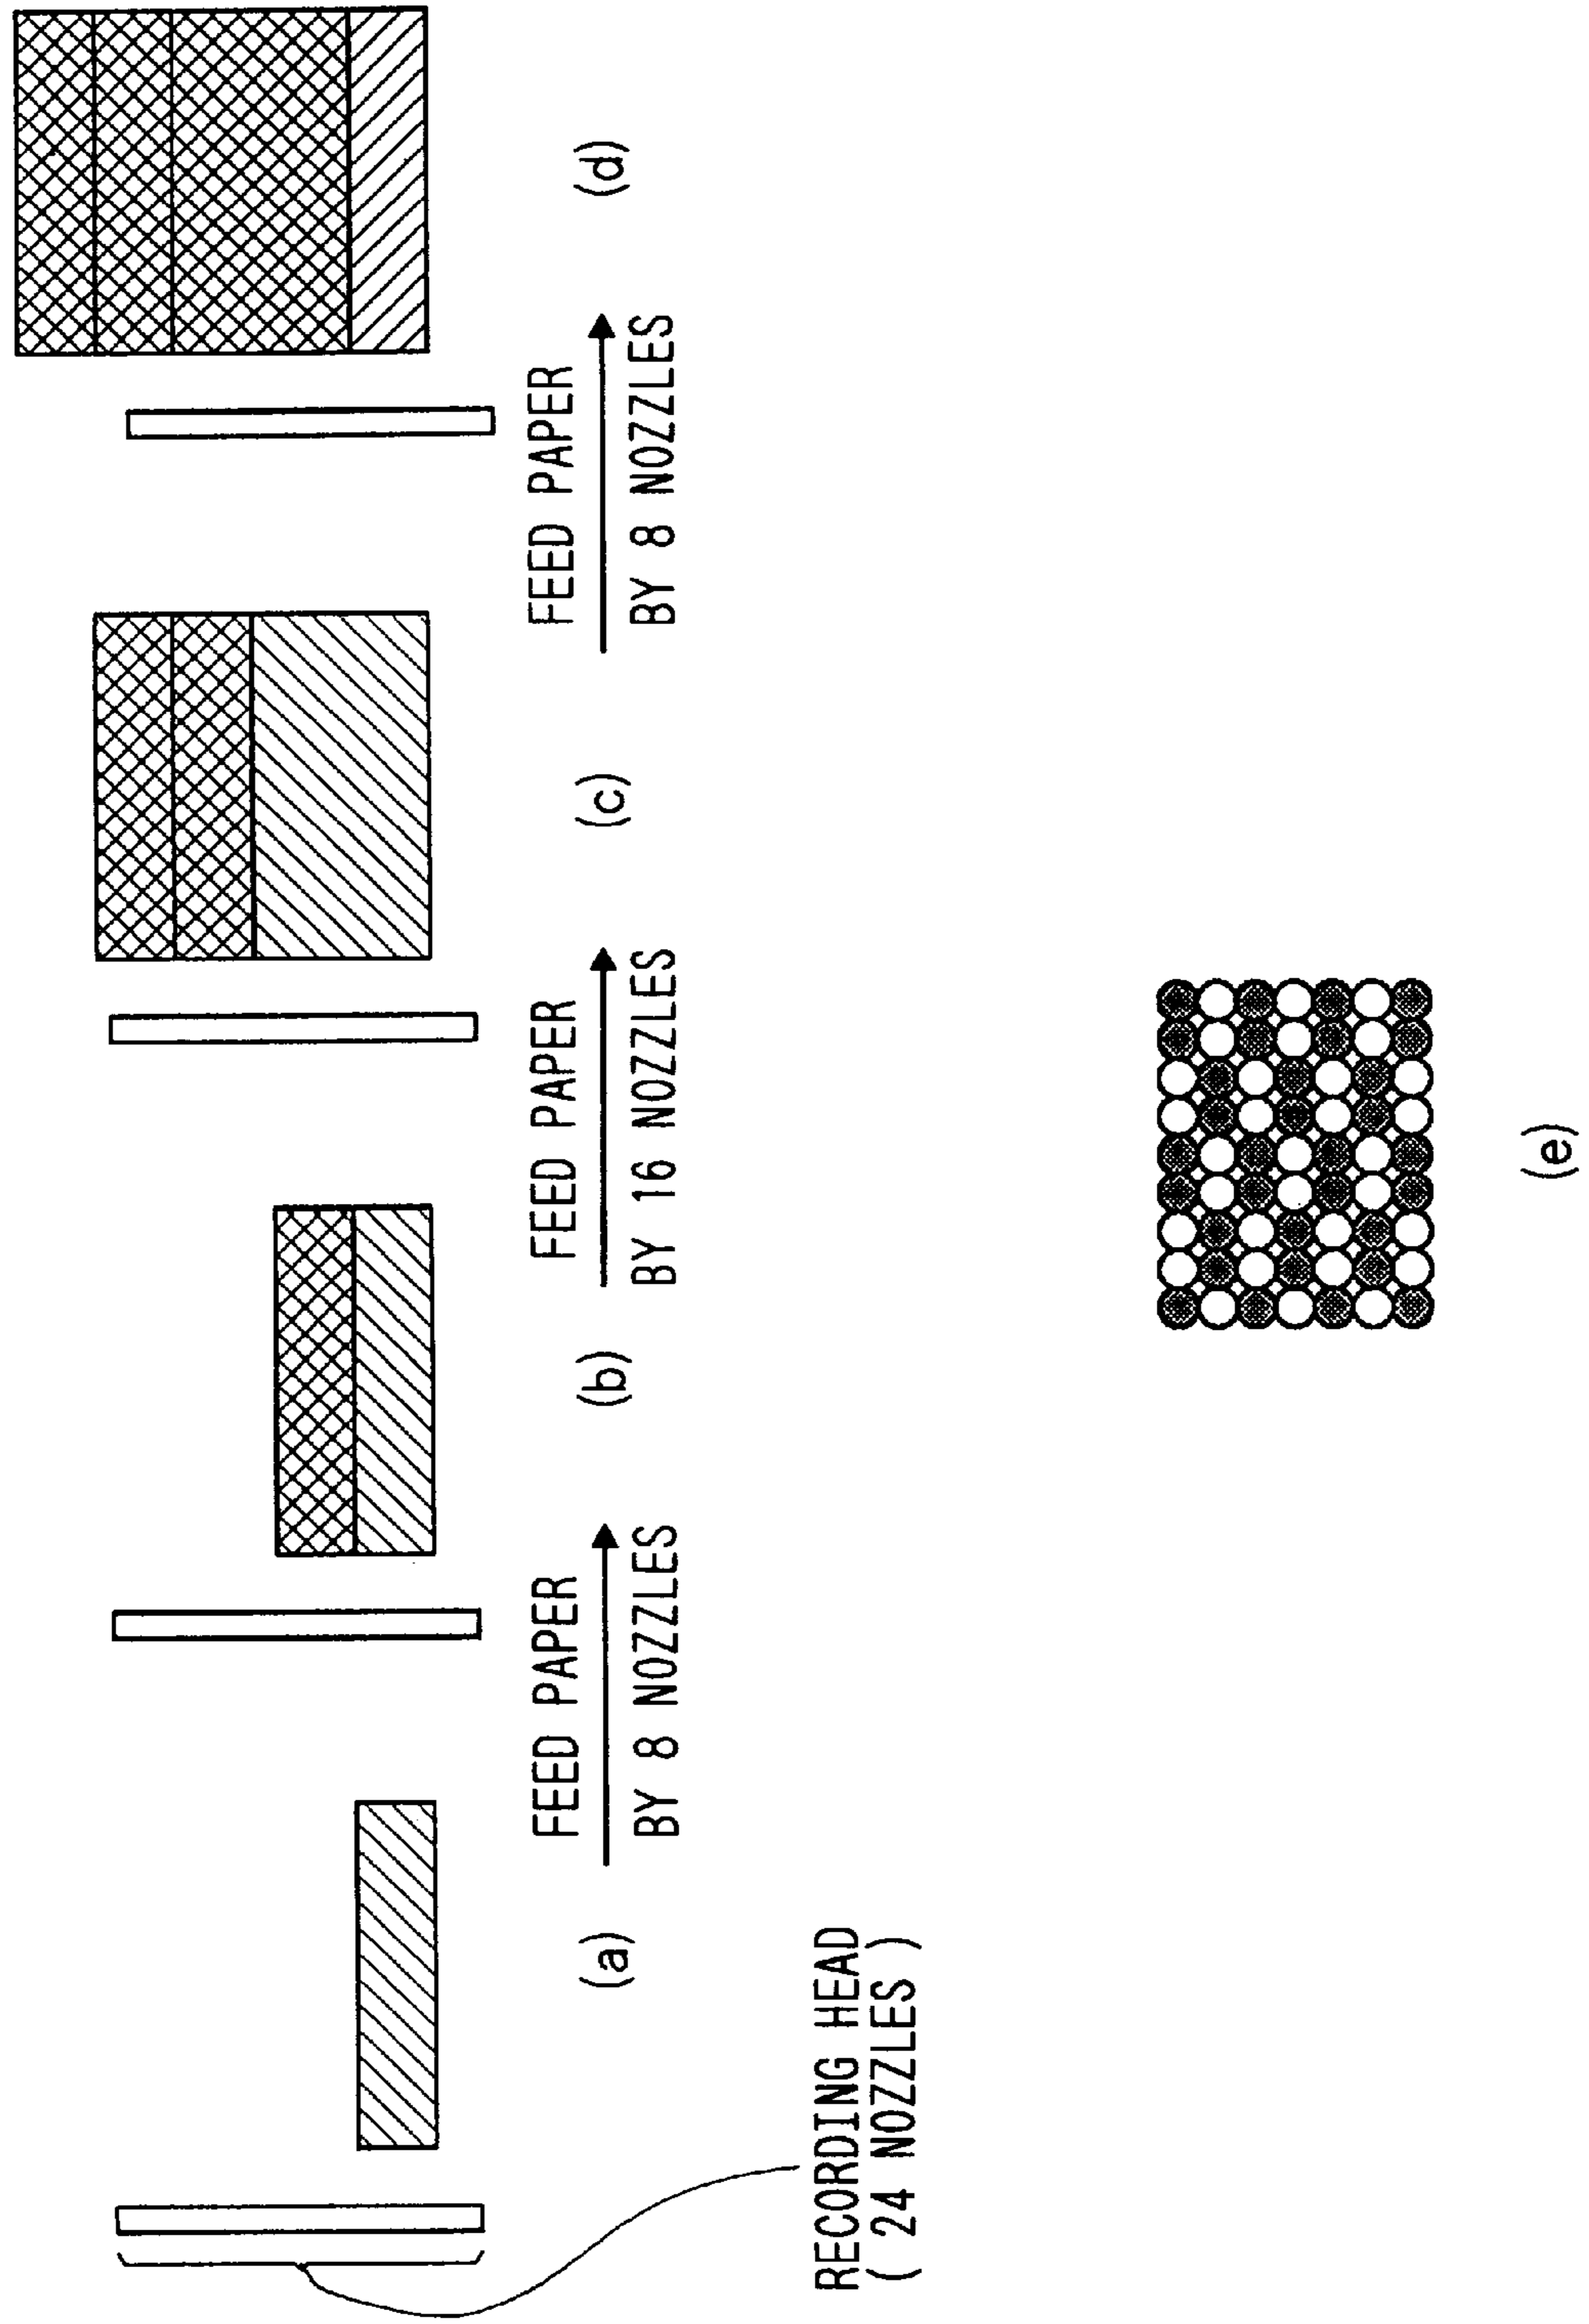 (a)
FEED PAPER
BY 8 NOZZLES
(b)
FEED PAPER
BY 16 NOZZLES
(c)
FEED PAPER
BY 8 NOZZLES
(d)
RECORDING HEAD
( 24 NOZZLES )
(e)